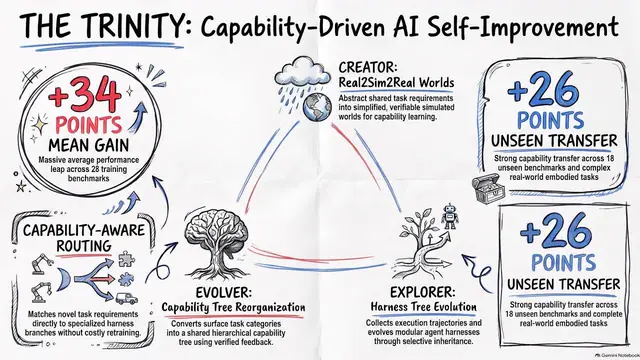 THE TRINITY: Capability-Driven AI Self-Improvement
+34
POINTS
MEAN GAIN
Massive average performance
leap across 28 training
benchmarks
CREATOR:
Real2Sim2Real Worlds
Abstract shared task requirements
into simplified, verifiable simulated
worlds for capability learning.
+26
POINTS
UNSEEN TRANSFER
Strong capability transfer across 18
unseen benchmarks and complex
real-world embodied tasks
CAPABILITY-AWARE
ROUTING
Matches novel task requirements
directly to specialized harness
branches without costly retraining.
EVOLVER:
Capability Tree Reorganization
Converts surface task categories
into a shared hierarchical capability
tree using verified feedback.
EXPLORER:
Harness Tree Evolution
Collects execution trajectories and
evolves modular agent harnesses
through selective inheritance.
+26
POINTS
UNSEEN TRANSFER
Strong capability transfer across
18 unseen benchmarks and complete
real-world embodied tasks
Gemini Notebook